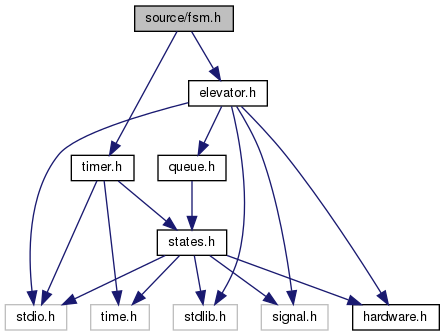 source/fsm.h
elevator.h
timer.h
queue.h
states.h
stdio.h
time.h
stdlib.h
signal.h
hardware.h